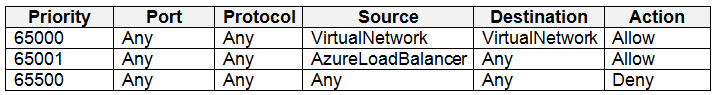 Priority Port Protocol Source Destination Action
65000 Any Any VirtualNetwork VirtualNetwork Allow
65001 Any Any AzureLoadBalancer Any Allow
65500 Any Any Any Any Deny